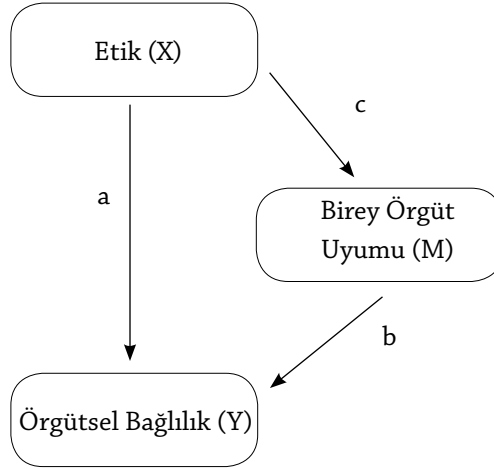 Etik (X)
c
a
Birey Örgüt
Uyumu (M)
b
Örgütsel Bağlılık (Y)